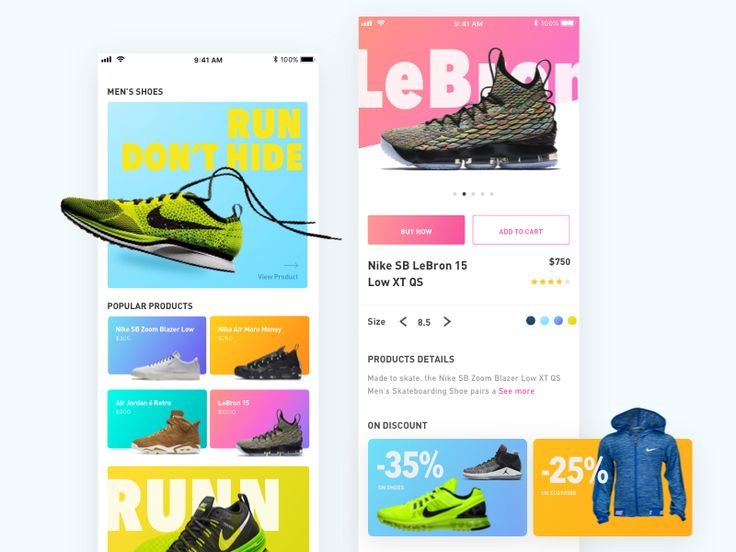 9:41 AM
100%
MEN'S SHOES
RUN
DON'T HIDE
View Product
POPULAR PRODUCTS
Nike SB Zoom Blazer Low
$305
Nike Air More Money
$750
Air Jordan 6 Retro
$900
LeBron 15
$1200
RUNN
9:41 AM
100%
LeBron
BUY NOW
ADD TO CART
Nike SB LeBron 15
Low XT QS
$750
Size
8.5
PRODUCTS DETAILS
Made to skate, the Nike SB Zoom Blazer Low XT QS
Men's Skateboarding Shoe pairs a See more
ON DISCOUNT
-35%
ON SHOES
-25%
ON CLOTHING